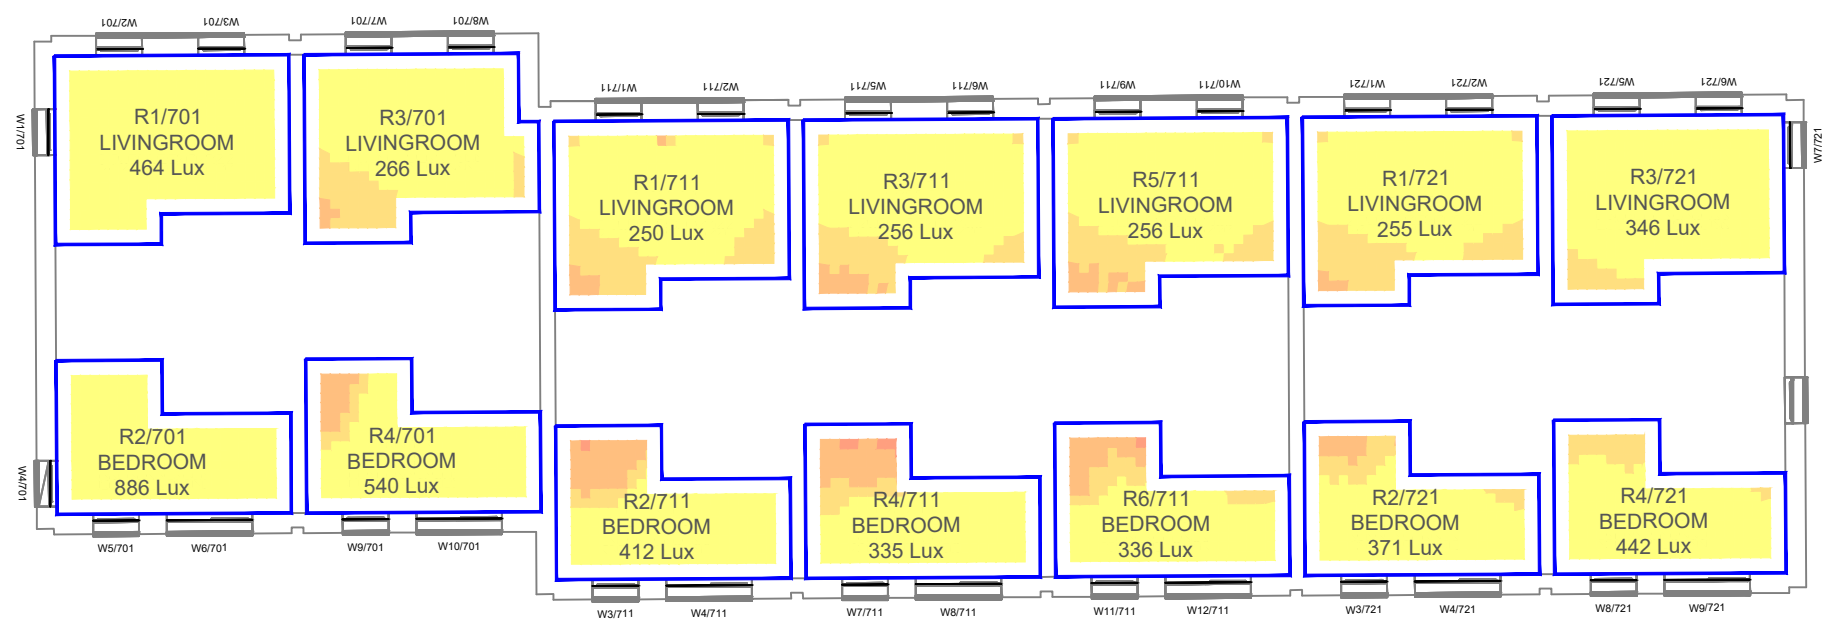 W2/701
W3/701
W7/701
W8/701
W1/711
W2/711
W5/711
W6/711
W9/711
W10/711
W1/721
W2/721
W5/721
W6/721
W1/701
W7/721
R1/701
LIVINGROOM
464 Lux
R3/701
LIVINGROOM
266 Lux
R1/711
LIVINGROOM
250 Lux
R3/711
LIVINGROOM
256 Lux
R5/711
LIVINGROOM
256 Lux
R1/721
LIVINGROOM
255 Lux
R3/721
LIVINGROOM
346 Lux
W4/701
R2/701
BEDROOM
886 Lux
R4/701
BEDROOM
540 Lux
R2/711
BEDROOM
412 Lux
R4/711
BEDROOM
335 Lux
R6/711
BEDROOM
336 Lux
R2/721
BEDROOM
371 Lux
R4/721
BEDROOM
442 Lux
W5/701
W6/701
W9/701
W10/701
W3/711
W4/711
W7/711
W8/711
W11/711
W12/711
W3/721
W4/721
W8/721
W9/721